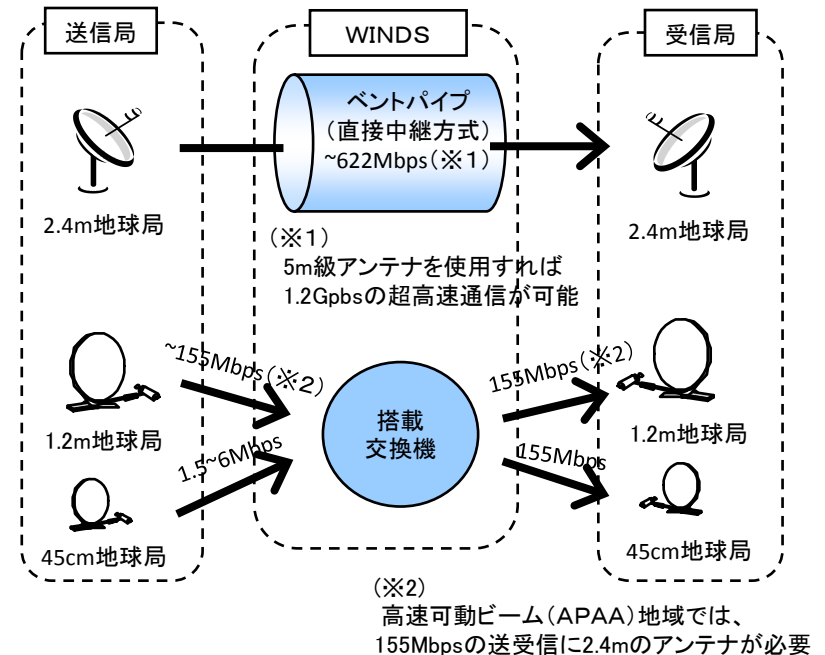 送信局
WINDS
受信局
ベントパイプ
(直接中継方式)
~622Mbps(※1)
2.4m地球局
2.4m地球局
(※1)
5m級アンテナを使用すれば
1.2Gpbsの超高速通信が可能
~155Mbps(※2)
155Mbps(※2)
1.2m地球局
搭載
交換機
1.2m地球局
1.5~6Mbps
155Mbps
45cm地球局
45cm地球局
(※2)
高速可動ビーム(APAA)地域では、
155Mbpsの送受信に2.4mのアンテナが必要